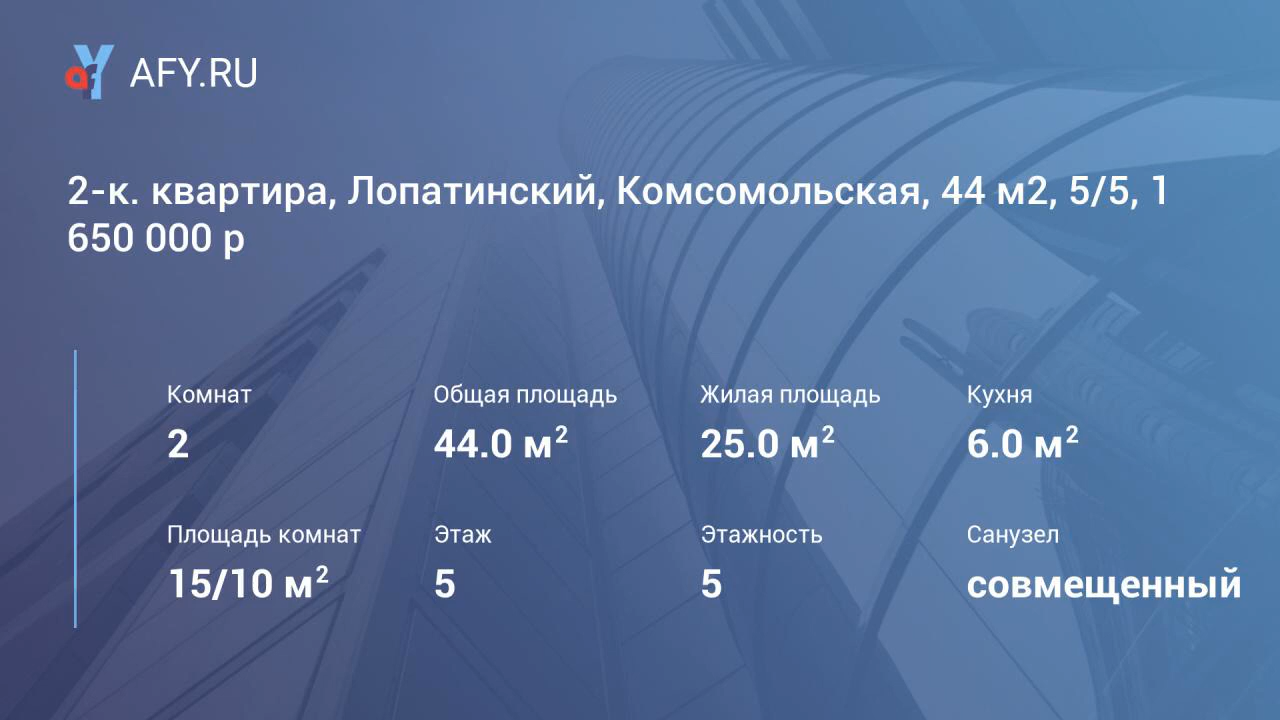 aYf AFY.RU
2-к. квартира, Лопатинский, Комсомольская, 44 м2, 5/5, 1
650 000 р
Комнат Общая площадь Жилая площадь Кухня
2 44.0 м² 25.0 м² 6.0 м²
Площадь комнат Этаж Этажность Санузел
15/10 м² 5 5 совмещенный